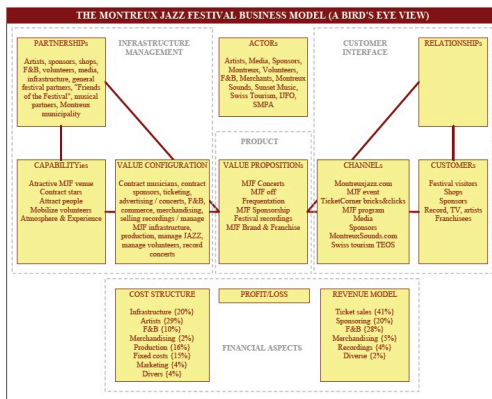 THE MONTREUX JAZZ FESTIVAL BUSINESS MODEL (A BIRD'S EYE VIEW)
PARTNERSHIPs
Artists, sponsors, shops,
F&B, volunteers, media,
infrastructure, general
festival partners, "Friends
of the Festival", musical
partners, Montreux
municipality
INFRASTRUCTURE
MANAGEMENT
ACTORs
Artists, Media, Sponsors,
Montreux, Volunteers,
F&B, Merchants, Montreux
Sounds, Sunset Music,
Swiss Tourism, IJFO,
SMPA
CUSTOMER
INTERFACE
RELATIONSHIPs
PRODUCT
CAPABILITYies
Attractive MJF venue
Contract stars
Attract people
Mobilize volunteers
Atmosphere & Experience
VALUE CONFIGURATION
Contract musicians, contract
sponsors, ticketing,
advertising / concerts, F&B,
commerce, merchandising,
selling recordings / manage
MJF infrastructure,
production, manage JAZZ,
manage volunteers, record
concerts
VALUE PROPOSITIONs
MJF Concerts
MJF off
Frequentation
MJF Sponsorship
Festival recordings
MJF Brand & Franchise
CHANNELs
Montreuxjazz.com
MJF event
TicketCorner bricks&clicks
MJF program
Media
Sponsors
MontreuxSounds.com
Swiss tourism TEOS
CUSTOMERs
Festival visitors
Shops
Sponsors
Record, TV, artists
Franchisees
COST STRUCTURE
Infrastructure {20%}
Artists {29%}
F&B {10%}
Merchandising {2%}
Production {16%}
Fixed costs {15%}
Marketing {4%}
Divers {4%}
PROFIT/LOSS
FINANCIAL ASPECTS
REVENUE MODEL
Ticket sales {41%}
Sponsoring {20%}
F&B {28%}
Merchandising {5%}
Recordings {4%}
Diverse {2%}